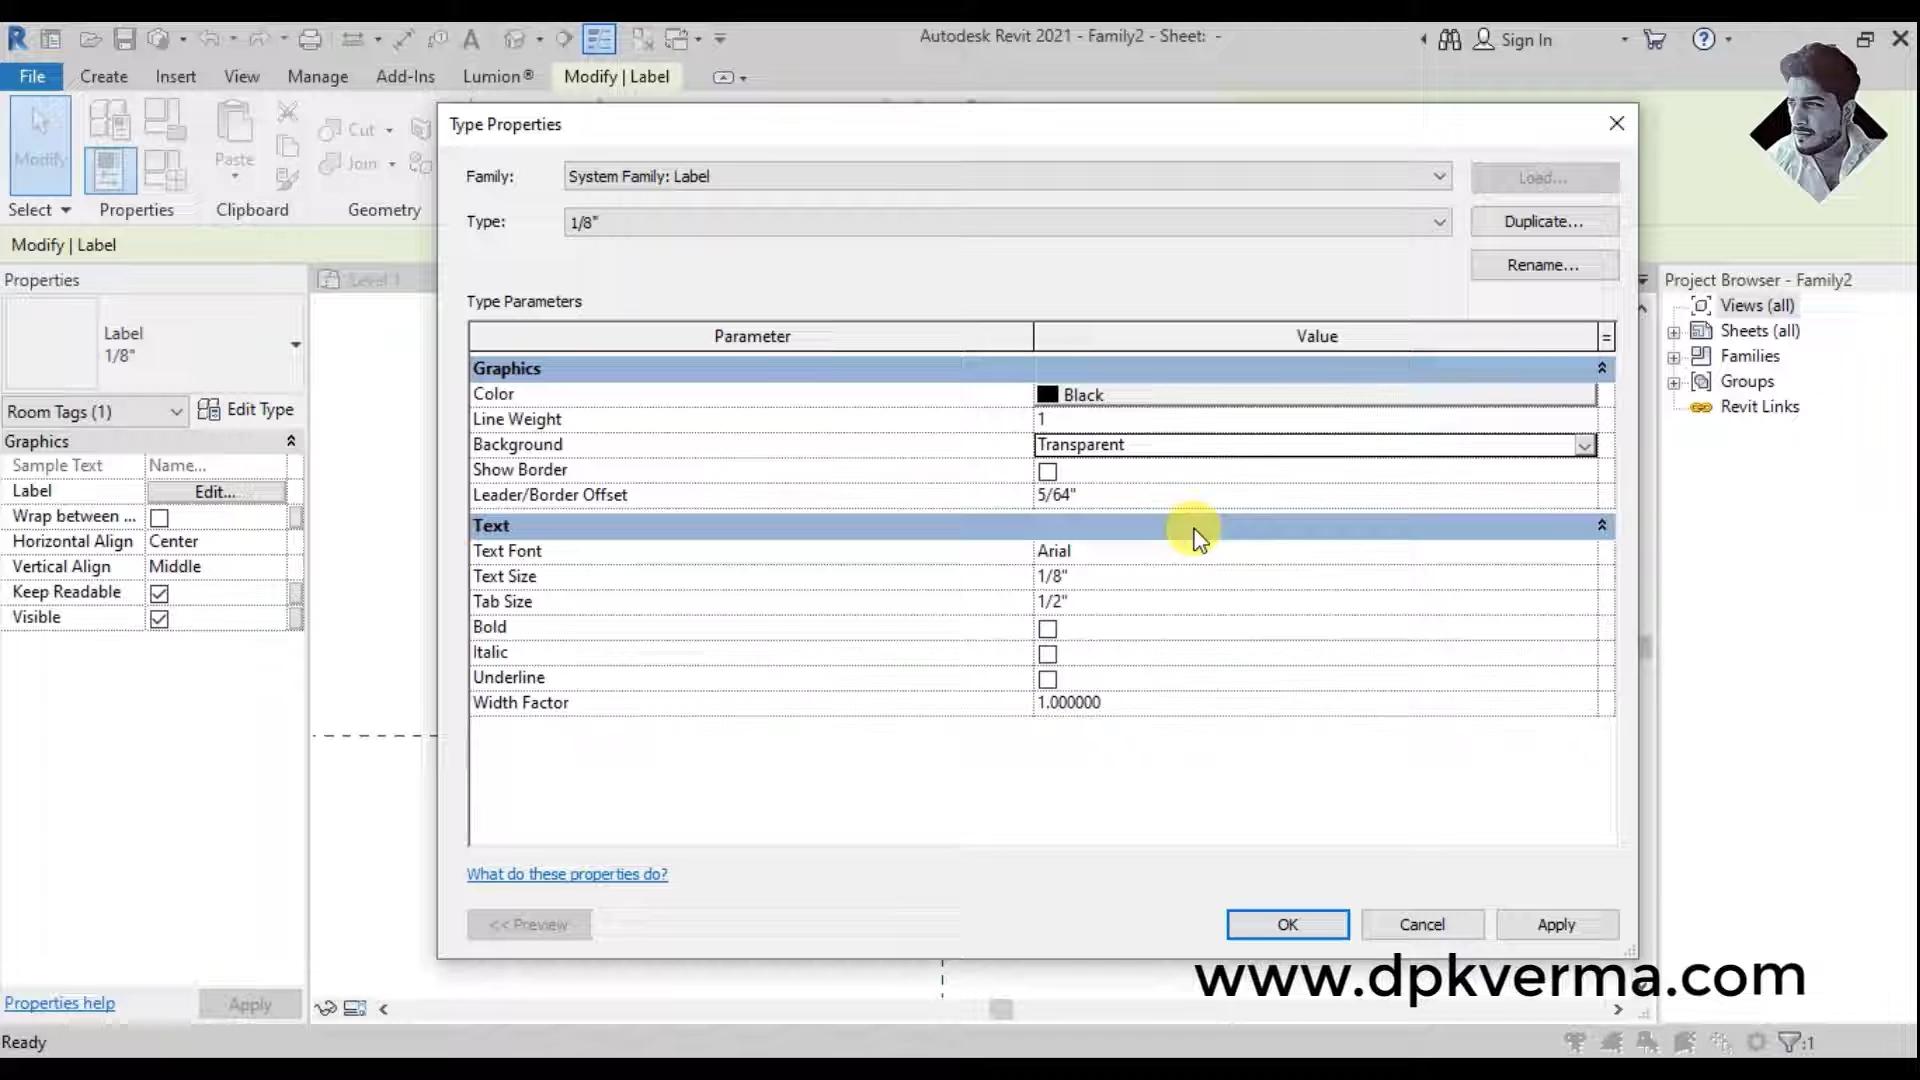 Autodesk Revit 2021 - Family2 - Sheet: -
Sign In
File Create Insert View Manage Add-Ins Lumion® Modify | Label
Modify
Paste
Cut
Join
Select
Properties
Clipboard
Geometry
Modify | Label
Properties
Label
1/8"
Room Tags (1)
Edit Type
Graphics
Sample Text Name...
Label Edit...
Wrap between ...
Horizontal Align Center
Vertical Align Middle
Keep Readable
Visible
Properties help
Apply
Ready
Level 1
Type Properties
Family: System Family: Label Load...
Type: 1/8" Duplicate...
Rename...
Type Parameters
Parameter Value =
Graphics
Color Black
Line Weight 1
Background Transparent
Show Border
Leader/Border Offset 5/64"
Text
Text Font Arial
Text Size 1/8"
Tab Size 1/2"
Bold
Italic
Underline
Width Factor 1.000000
What do these properties do?
<< Preview OK Cancel Apply
Project Browser - Family2
Views (all)
Sheets (all)
Families
Groups
Revit Links
www.dpkverma.com
:1